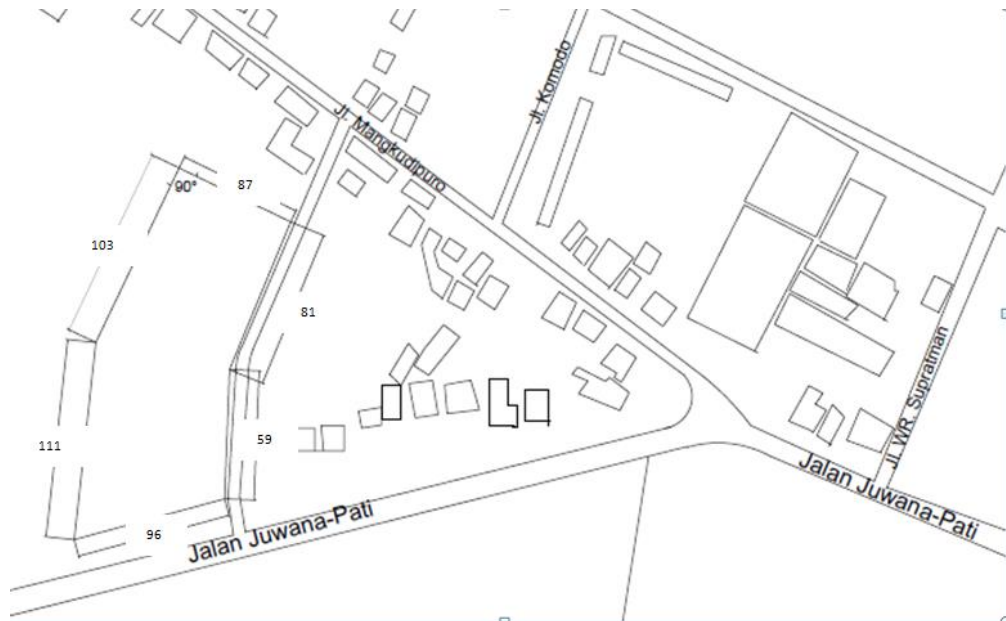 Jl. Komodo
Jl. Mangkudipuro
90°
87
103
81
Jl. WR. Supratman
59
111
96
Jalan Juwana-Pati
Jalan Juwana-Pati